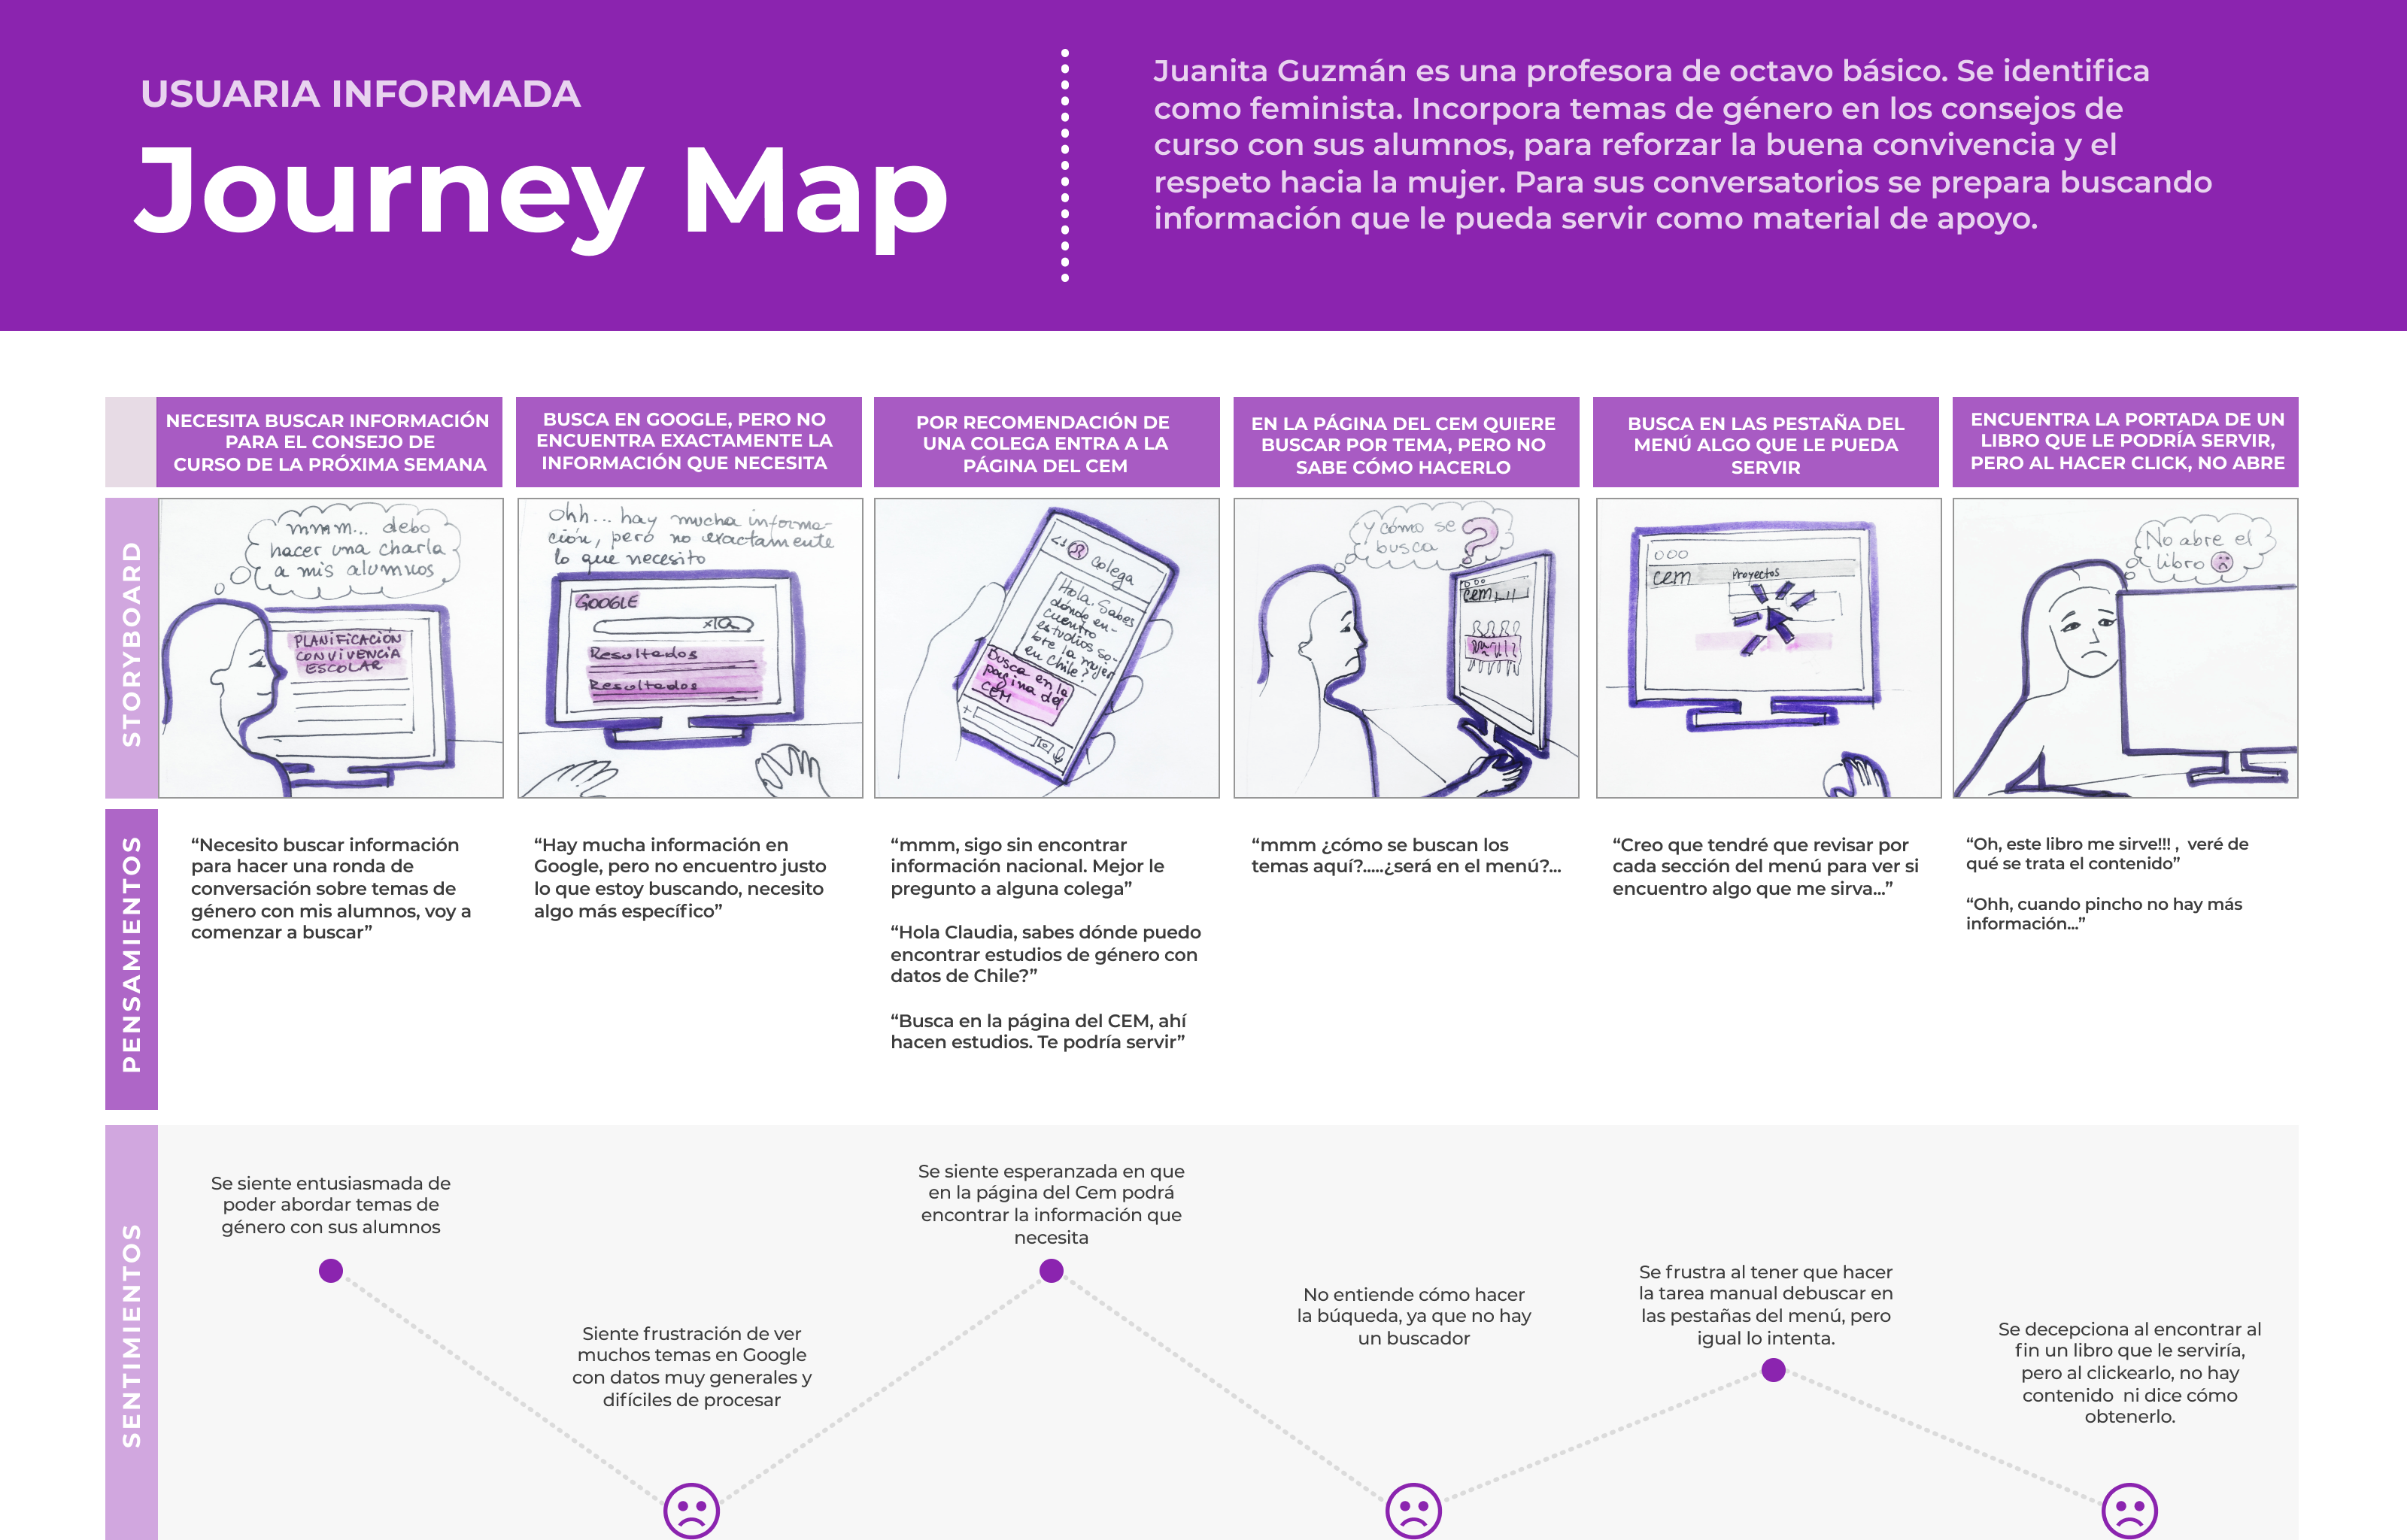 USUARIA INFORMADA
Journey Map
Juanita Guzmán es una profesora de octavo básico. Se identifica
como feminista. Incorpora temas de género en los consejos de
curso con sus alumnos, para reforzar la buena convivencia y el
respeto hacia la mujer. Para sus conversatorios se prepara buscando
información que le pueda servir como material de apoyo.
NECESITA BUSCAR INFORMACIÓN
PARA EL CONSEJO DE
CURSO DE LA PRÓXIMA SEMANA
BUSCA EN GOOGLE, PERO NO
ENCUENTRA EXACTAMENTE LA
INFORMACIÓN QUE NECESITA
POR RECOMENDACIÓN DE
UNA COLEGA ENTRA A LA
PÁGINA DEL CEM
EN LA PÁGINA DEL CEM QUIERE
BUSCAR POR TEMA, PERO NO
SABE CÓMO HACERLO
BUSCA EN LAS PESTAÑA DEL
MENÚ ALGO QUE LE PUEDA
SERVIR
ENCUENTRA LA PORTADA DE UN
LIBRO QUE LE PODRÍA SERVIR,
PERO AL HACER CLICK, NO ABRE
STORYBOARD
mmm... debo
hacer una charla
a mis alumnos
PLANIFICACIÓN
CONVIVENCIA
ESCOLAR
Ohh... hay mucha informa-
ción, pero no exactamente
lo que necesito
GOOGLE
Resultados
Resultados
Colega
Hola. Sabes
dónde en-
cuentro
estudios so-
bre la mujer
en Chile?
Busca en la
página del
CEM
Y cómo se
busca ?
cem
cem
Proyectos
No abre el
libro
PENSAMIENTOS
“Necesito buscar información
para hacer una ronda de
conversación sobre temas de
género con mis alumnos, voy a
comenzar a buscar”
“Hay mucha información en
Google, pero no encuentro justo
lo que estoy buscando, necesito
algo más específico”
“mmm, sigo sin encontrar
información nacional. Mejor le
pregunto a alguna colega”
“Hola Claudia, sabes dónde puedo
encontrar estudios de género con
datos de Chile?”
“Busca en la página del CEM, ahí
hacen estudios. Te podría servir”
“mmm ¿cómo se buscan los
temas aquí?.....¿será en el menú?...
“Creo que tendré que revisar por
cada sección del menú para ver si
encuentro algo que me sirva...”
“Oh, este libro me sirve!!! , veré de
qué se trata el contenido”
“Ohh, cuando pincho no hay más
información...”
SENTIMIENTOS
Se siente entusiasmada de
poder abordar temas de
género con sus alumnos
Siente frustración de ver
muchos temas en Google
con datos muy generales y
difíciles de procesar
Se siente esperanzada en que
en la página del Cem podrá
encontrar la información que
necesita
No entiende cómo hacer
la búqueda, ya que no hay
un buscador
Se frustra al tener que hacer
la tarea manual debuscar en
las pestañas del menú, pero
igual lo intenta.
Se decepciona al encontrar al
fin un libro que le serviría,
pero al clickearlo, no hay
contenido ni dice cómo
obtenerlo.